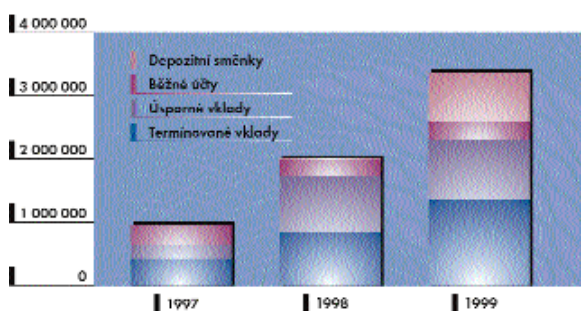 4 000 000
3 000 000
2 000 000
1 000 000
0
Depozitní směnky
Běžné účty
Úsporné vklady
Termínované vklady
1997
1998
1999